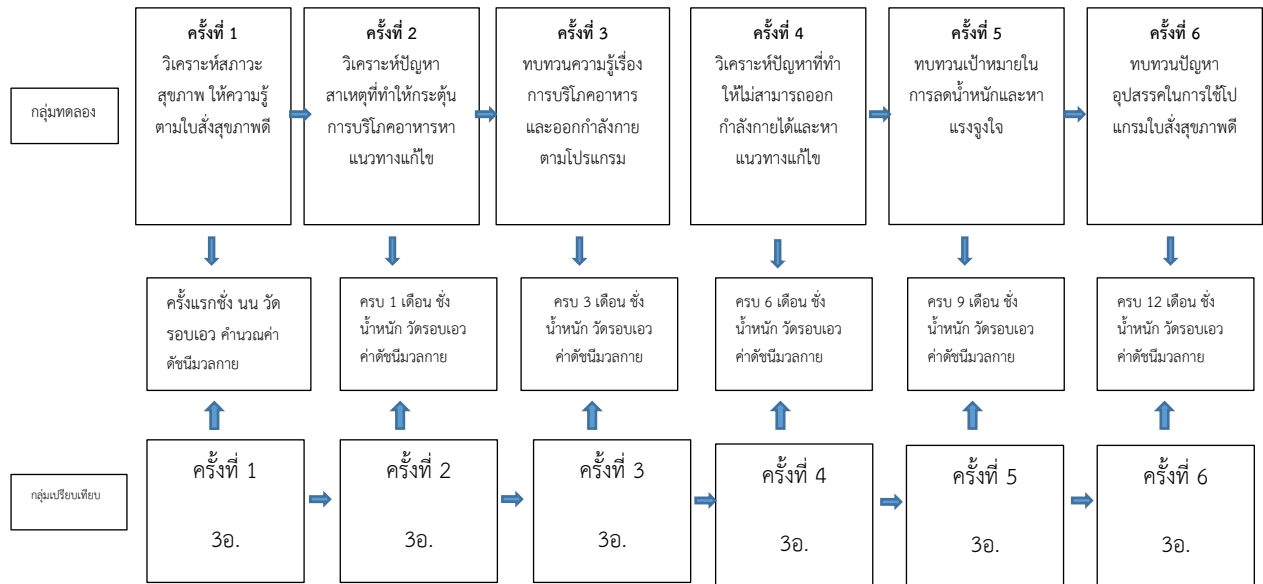 กลุ่มทดลอง
ครั้งที่ 1
วิเคราะห์สภาวะ
สุขภาพ ให้ความรู้
ตามใบสั่งสุขภาพดี
ครั้งที่ 2
วิเคราะห์ปัญหา
สาเหตุที่ทำให้กระตุ้น
การบริโภคอาหารหา
แนวทางแก้ไข
ครั้งที่ 3
ทบทวนความรู้เรื่อง
การบริโภคอาหาร
และออกกำลังกาย
ตามโปรแกรม
ครั้งที่ 4
วิเคราะห์ปัญหาที่ทำ
ให้ไม่สามารถออก
กำลังกายได้และหา
แนวทางแก้ไข
ครั้งที่ 5
ทบทวนเป้าหมายใน
การลดน้ำหนักและหา
แรงจูงใจ
ครั้งที่ 6
ทบทวนปัญหา
อุปสรรคในการใช้โป
แกรมใบสั่งสุขภาพดี
ครั้งแรกชั่ง นน วัด
รอบเอว คำนวณค่า
ดัชนีมวลกาย
ครบ 1 เดือน ชั่ง
น้ำหนัก วัดรอบเอว
ค่าดัชนีมวลกาย
ครบ 3 เดือน ชั่ง
น้ำหนัก วัดรอบเอว
ค่าดัชนีมวลกาย
ครบ 6 เดือน ชั่ง
น้ำหนัก วัดรอบเอว
ค่าดัชนีมวลกาย
ครบ 9 เดือน ชั่ง
น้ำหนัก วัดรอบเอว
ค่าดัชนีมวลกาย
ครบ 12 เดือน ชั่ง
น้ำหนัก วัดรอบเอว
ค่าดัชนีมวลกาย
กลุ่มเปรียบเทียบ
ครั้งที่ 1
3อ.
ครั้งที่ 2
3อ.
ครั้งที่ 3
3อ.
ครั้งที่ 4
3อ.
ครั้งที่ 5
3อ.
ครั้งที่ 6
3อ.